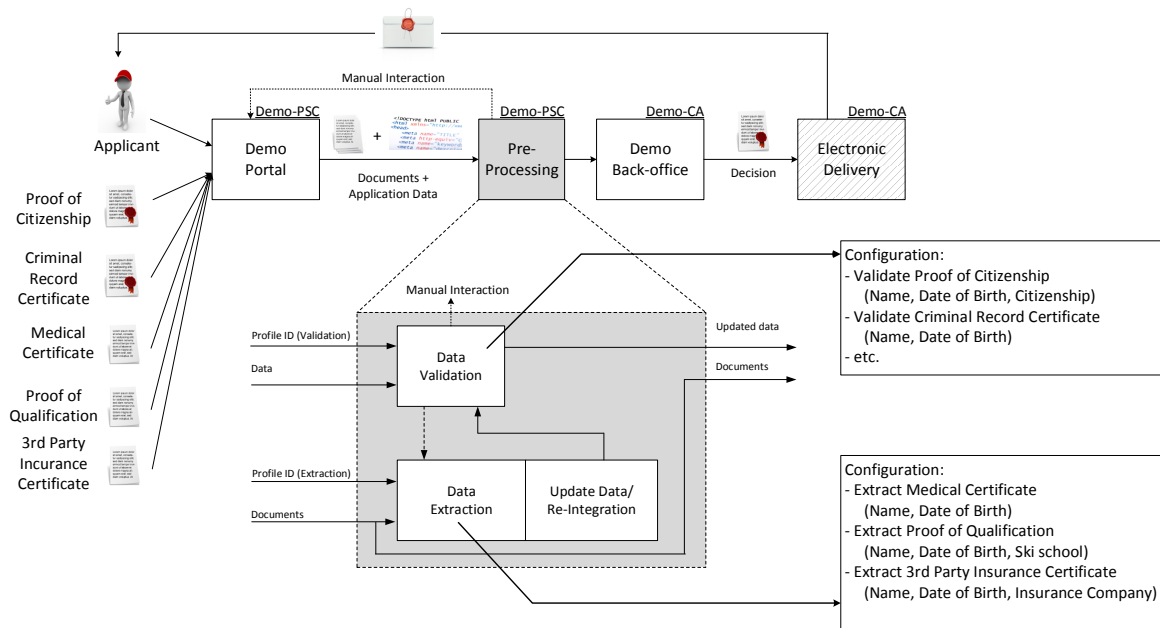 Manual Interaction
Demo-PSC
Demo-PSC
Demo-CA
Demo-CA
Applicant
Demo
Portal
+
<!DOCTYPE html PUBLIC
Documents +
Application Data
Pre-
Processing
Demo
Back-office
Decision
Electronic
Delivery
Proof of
Citizenship
Criminal
Record
Certificate
Medical
Certificate
Proof of
Qualification
3rd Party
Incurance
Certificate
Manual Interaction
Profile ID (Validation)
Data
Data
Validation
Updated data
Documents
Profile ID (Extraction)
Documents
Data
Extraction
Update Data/
Re-Integration
Configuration:
- Validate Proof of Citizenship
(Name, Date of Birth, Citizenship)
- Validate Criminal Record Certificate
(Name, Date of Birth)
- etc.
Configuration:
- Extract Medical Certificate
(Name, Date of Birth)
- Extract Proof of Qualification
(Name, Date of Birth, Ski school)
- Extract 3rd Party Insurance Certificate
(Name, Date of Birth, Insurance Company)